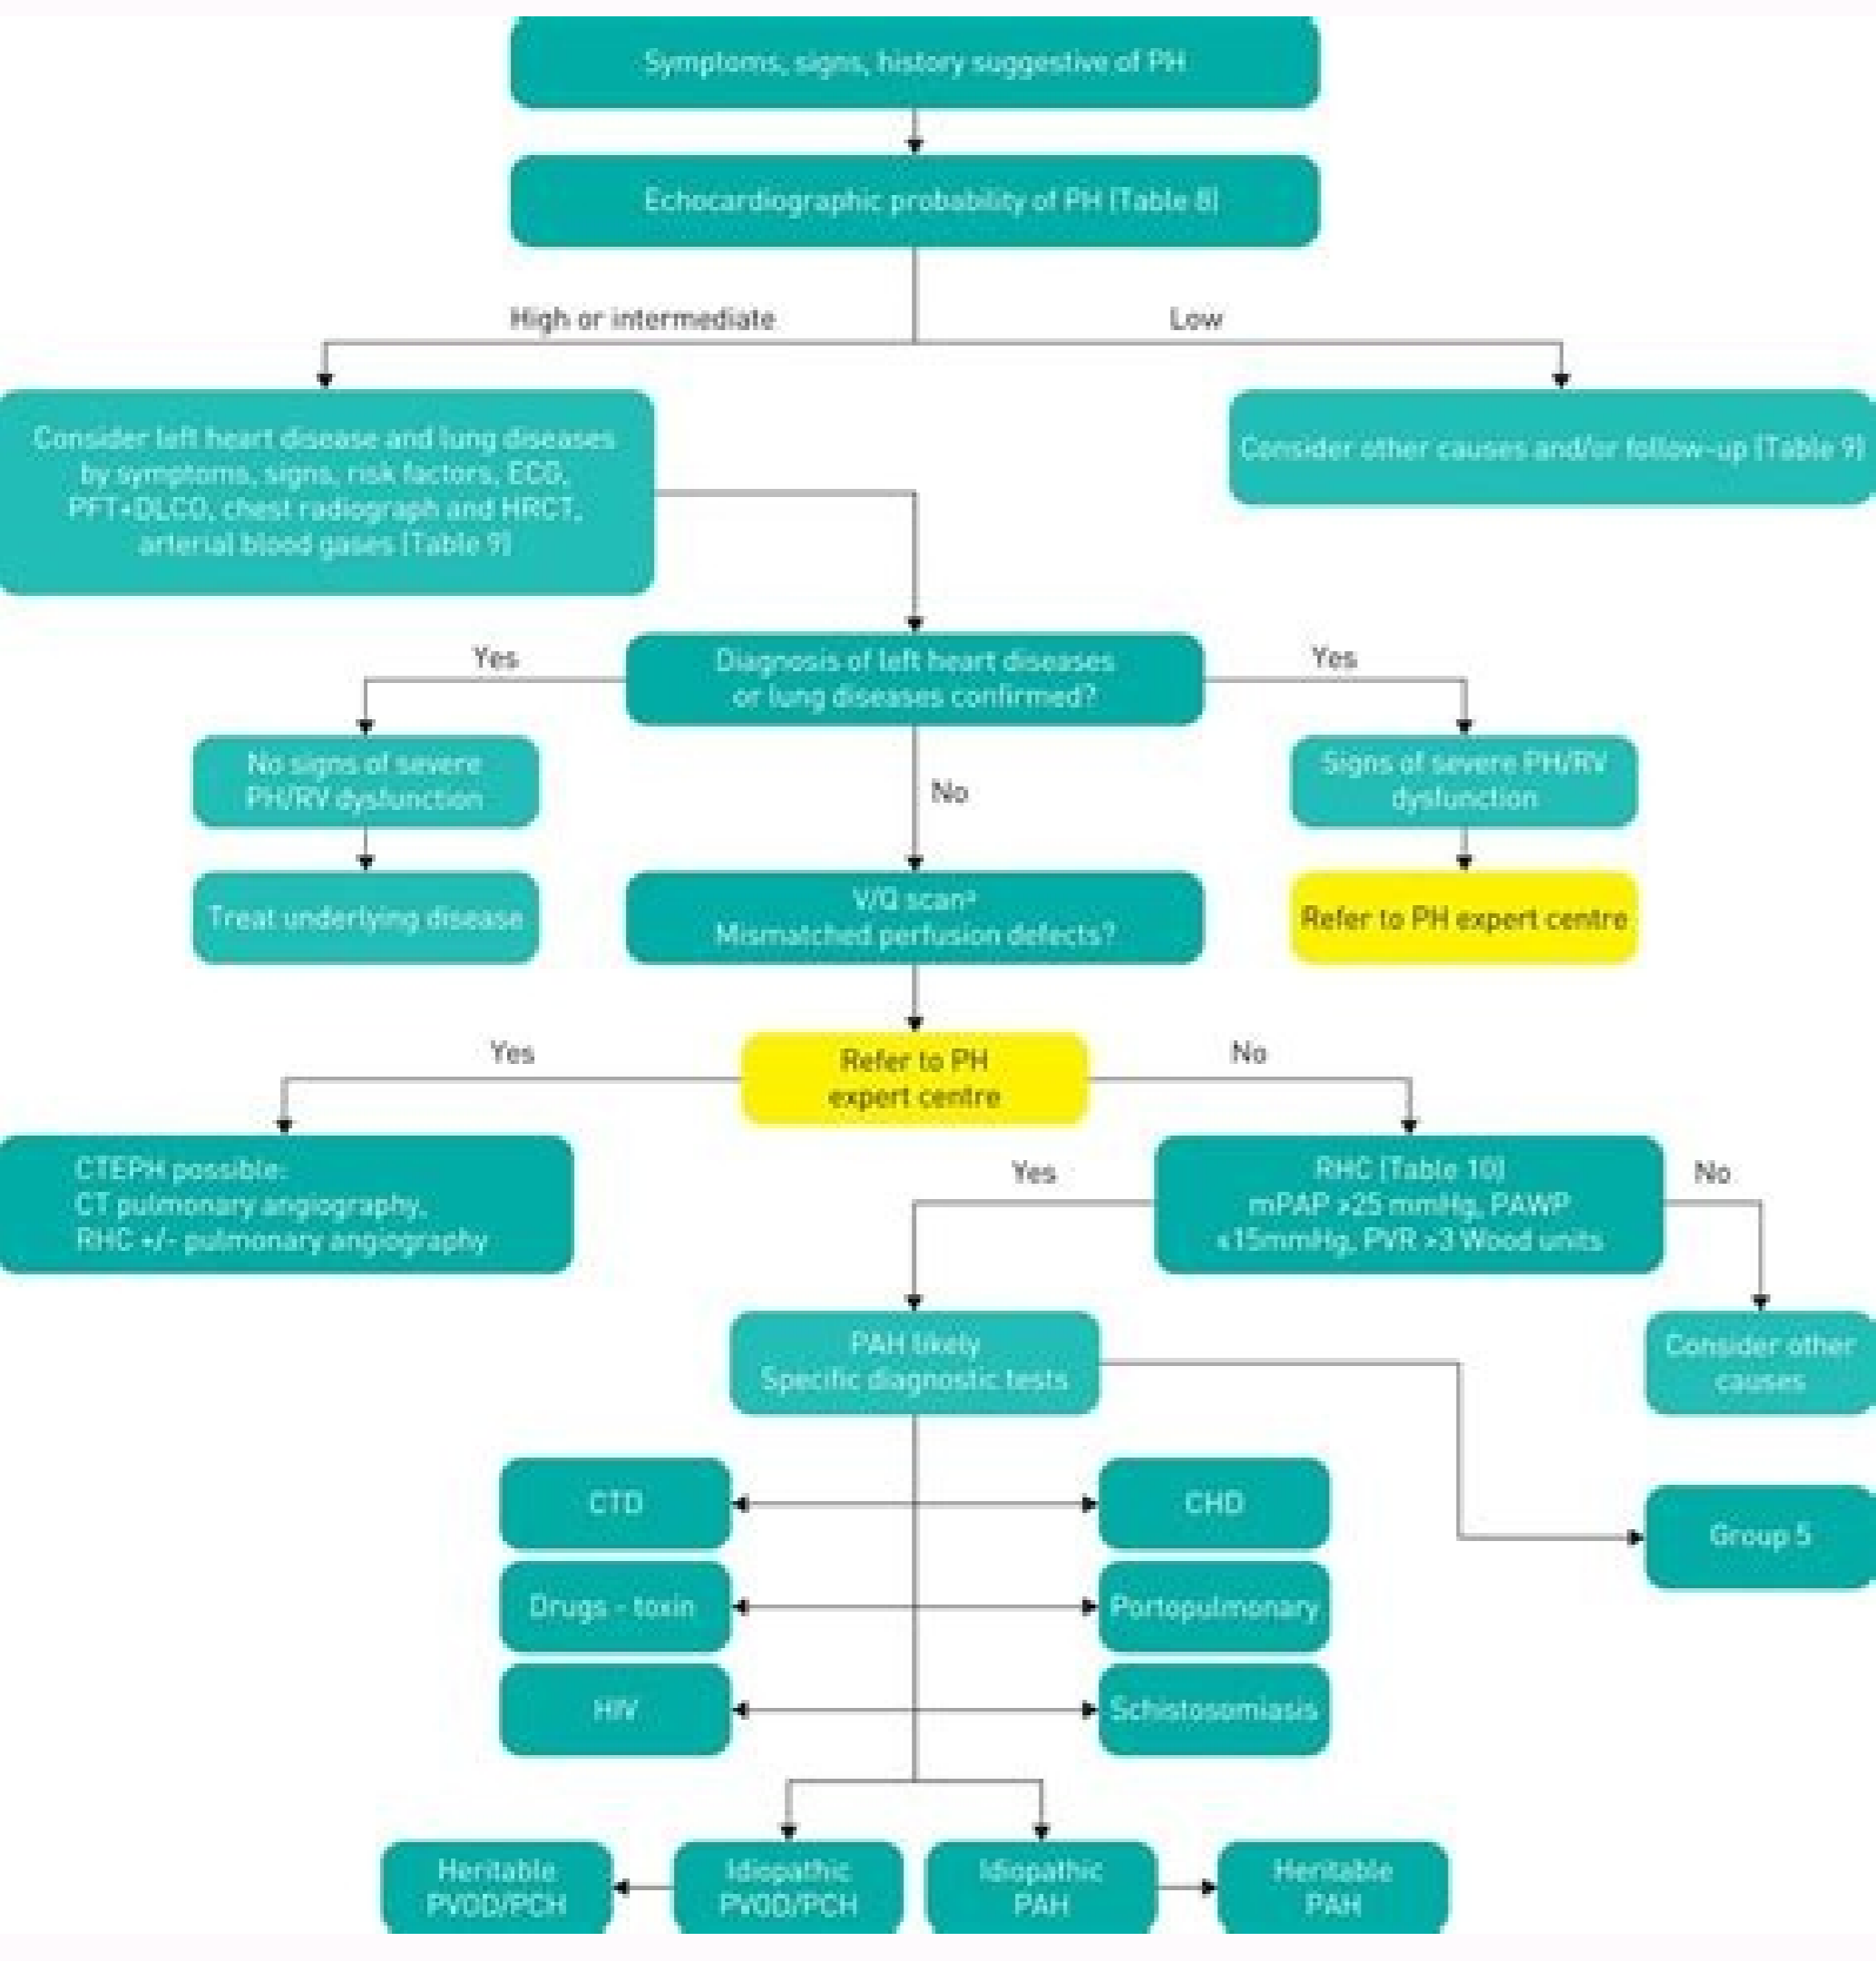 Symptoms, signs, history suggestive of PH
Echocardiographic probability of PH (Table 8)
High or intermediate
Low
Consider left heart disease and lung diseases
by symptoms, signs, risk factors, ECG,
PFT+DLCO, chest radiograph and HRCT,
arterial blood gases (Table 9)
Consider other causes and/or follow-up (Table 9)
Yes
Diagnosis of left heart diseases
or lung diseases confirmed?
Yes
No signs of severe
PH/RV dysfunction
No
Signs of severe PH/RV
dysfunction
Treat underlying disease
V/Q scanª
Mismatched perfusion defects?
Refer to PH expert centre
Yes
Refer to PH
expert centre
No
CTEPH possible:
CT pulmonary angiography,
RHC +/- pulmonary angiography
Yes
RHC (Table 10)
mPAP ≥25 mmHg, PAWP
≤15mmHg, PVR >3 Wood units
No
PAH likely
Specific diagnostic tests
Consider other
causes
CTD
CHD
Group 5
Drugs - toxin
Portopulmonary
HIV
Schistosomiasis
Heritable
PVOD/PCH
Idiopathic
PVOD/PCH
Idiopathic
PAH
Heritable
PAH